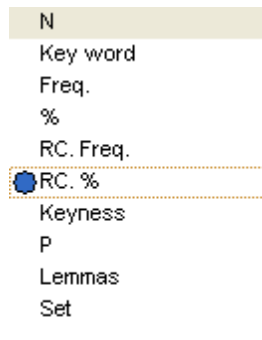 N
Key word
Freq.
%
RC. Freq.
RC. %
Keyness
P
Lemmas
Set